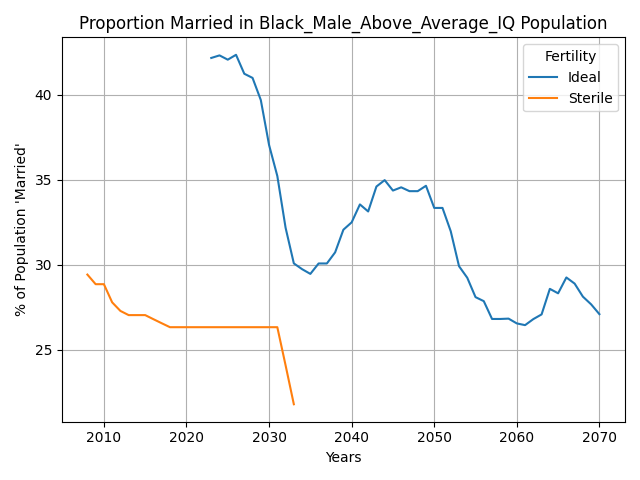 Proportion Married in Black_Male_Above_Average_IQ Population
Fertility
Ideal
Sterile
% of Population 'Married'
40
35
30
25
2010 2020 2030 2040 2050 2060 2070
Years